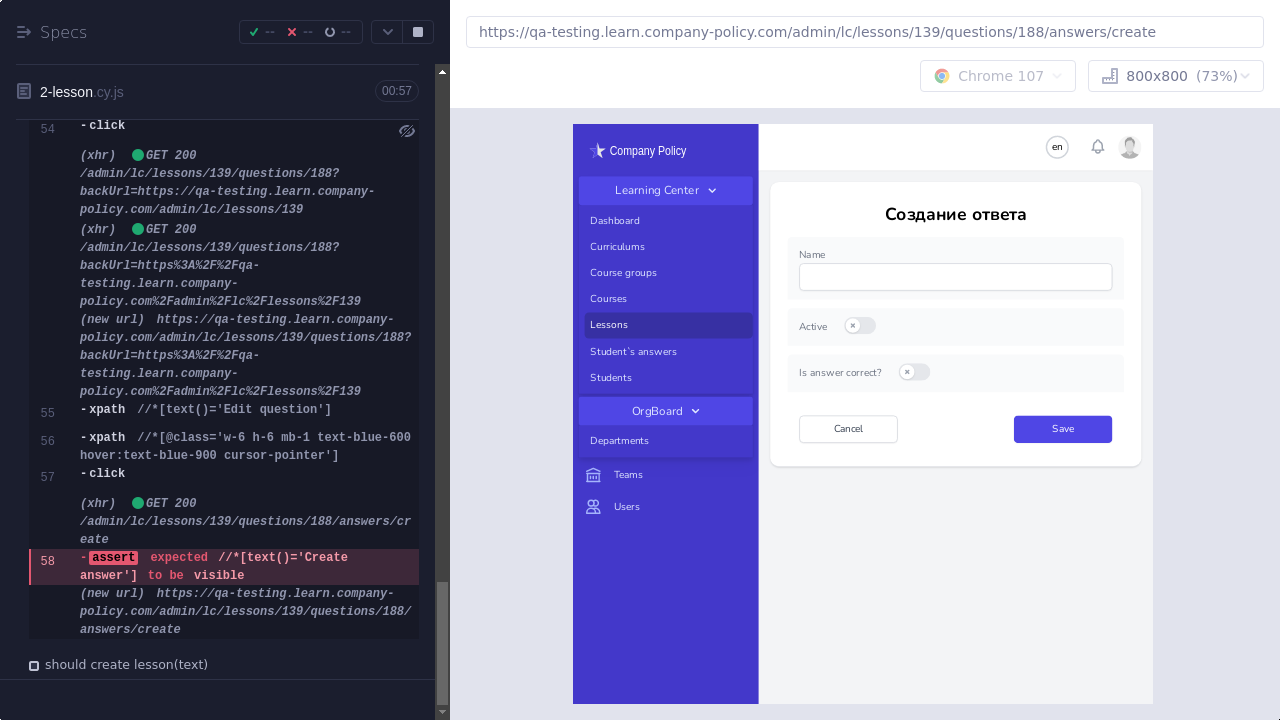 Specs
--
--
--
2-lesson.cy.js
00:57
54
-click
(xhr) GET 200
/admin/lc/lessons/139/questions/188?
backUrl=https://qa-testing.learn.company-
policy.com/admin/lc/lessons/139
(xhr) GET 200
/admin/lc/lessons/139/questions/188?
backUrl=https%3A%2F%2Fqa-
testing.learn.company-
policy.com%2Fadmin%2Flc%2Flessons%2F139
(new url) https://qa-testing.learn.company-
policy.com/admin/lc/lessons/139/questions/188?
backUrl=https%3A%2F%2Fqa-
testing.learn.company-
policy.com%2Fadmin%2Flc%2Flessons%2F139
55 -xpath //*[text()='Edit question']
56 -xpath //*[@class='w-6 h-6 mb-1 text-blue-600
hover:text-blue-900 cursor-pointer']
57 -click
(xhr) GET 200
/admin/lc/lessons/139/questions/188/answers/cr
eate
58 -assert expected //*[text()='Create
answer'] to be visible
(new url) https://qa-testing.learn.company-
policy.com/admin/lc/lessons/139/questions/188/
answers/create
should create lesson(text)
https://qa-testing.learn.company-policy.com/admin/lc/lessons/139/questions/188/answers/create
Chrome 107
800x800 (73%)
Company Policy
Learning Center
Dashboard
Curriculums
Course groups
Courses
Lessons
Student`s answers
Students
OrgBoard
Departments
Teams
Users
en
Создание ответа
Name
Active
Is answer correct?
Cancel
Save